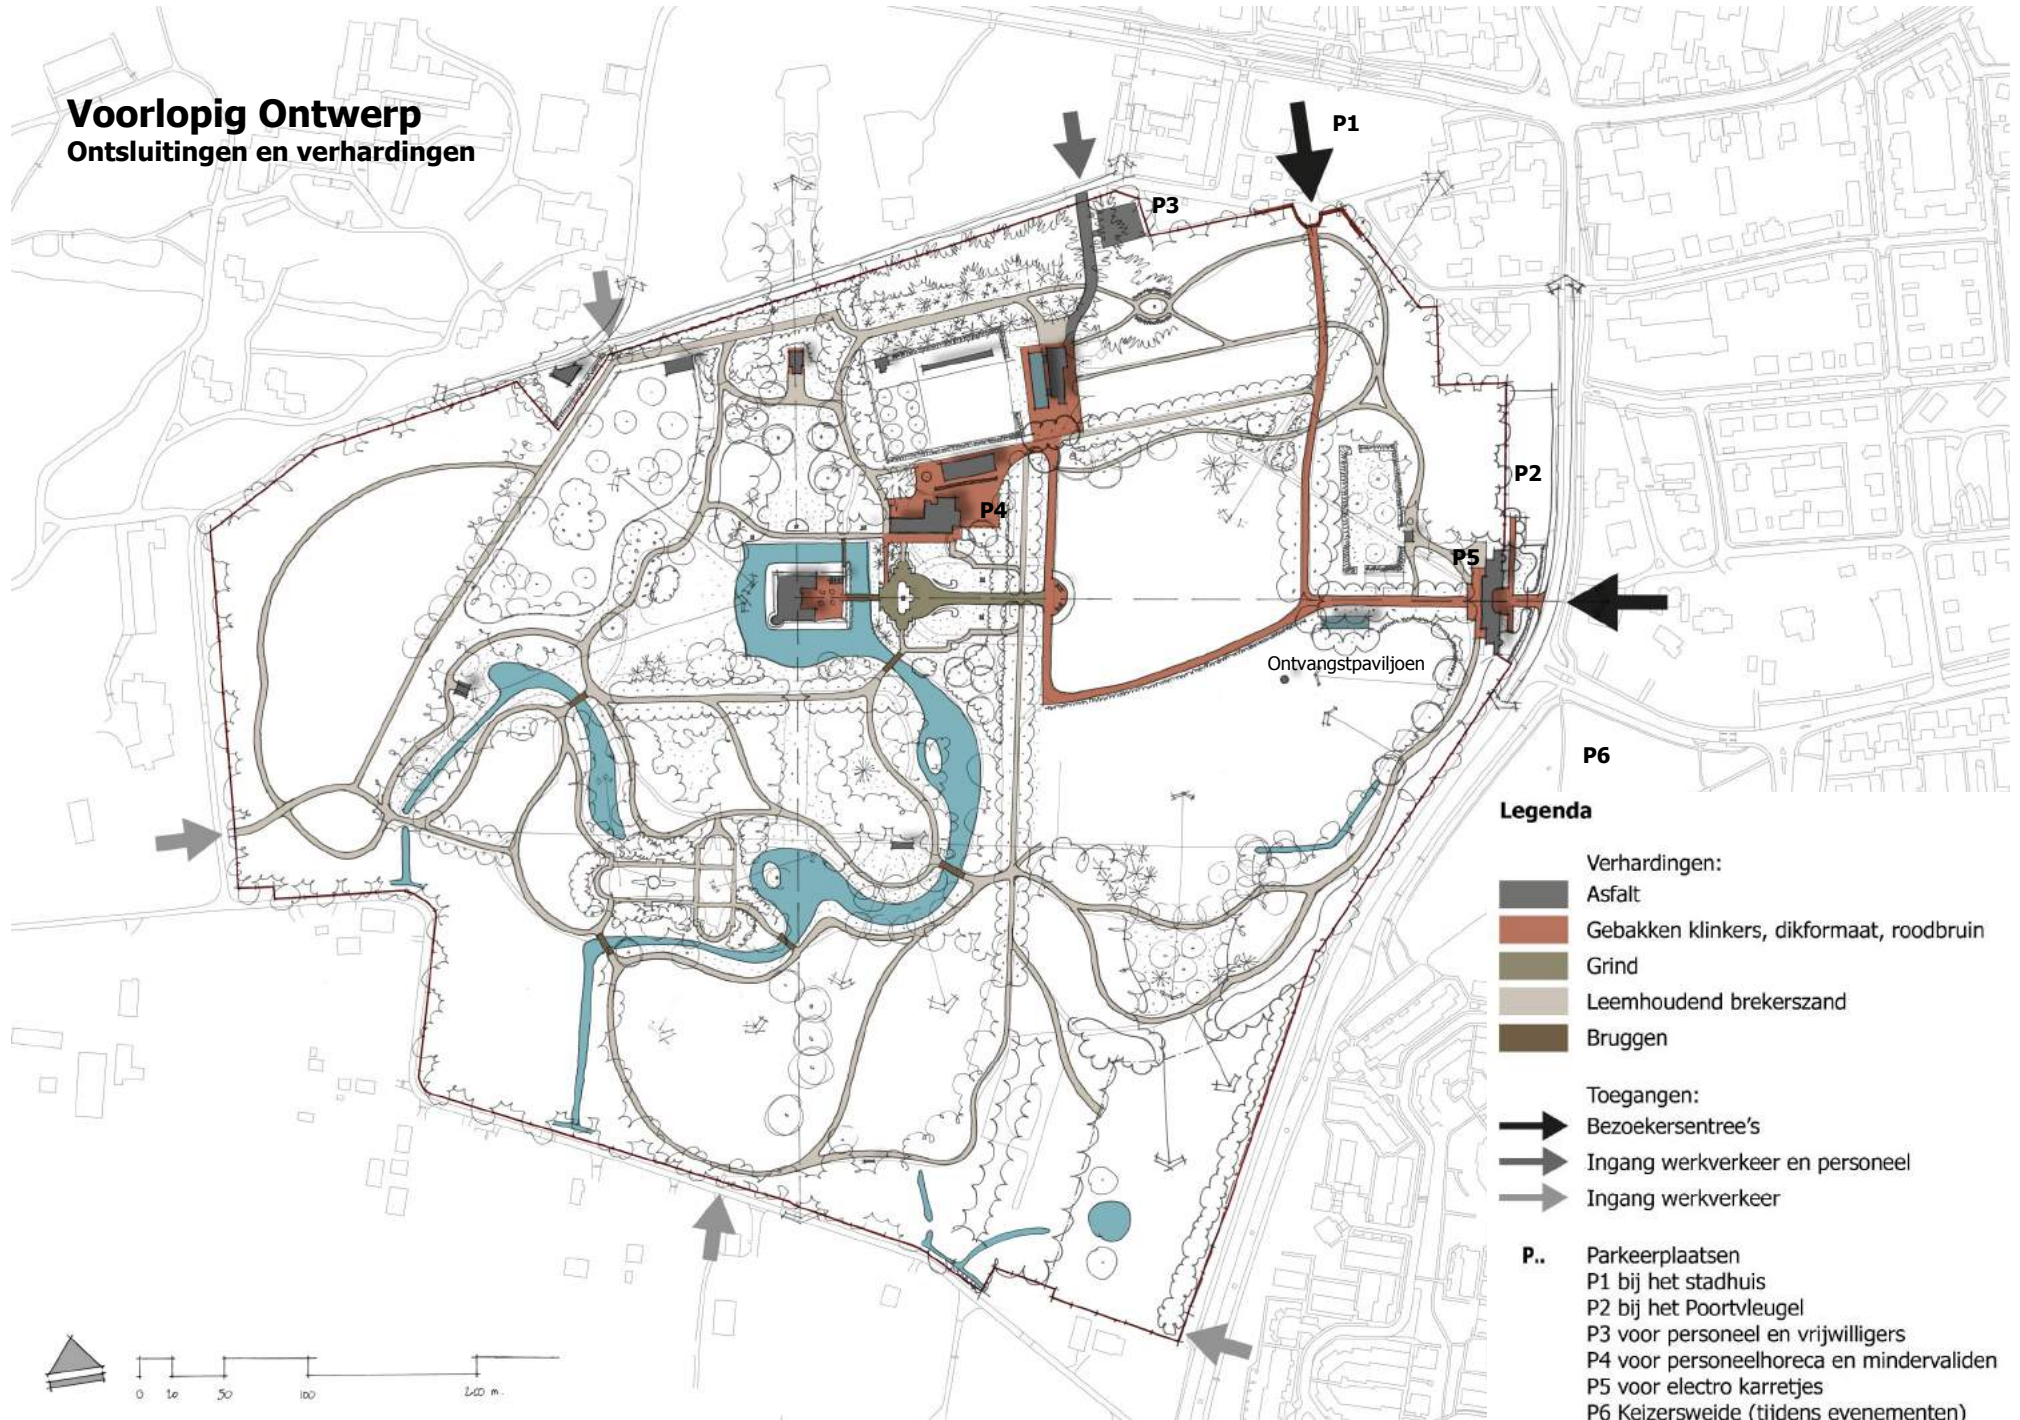 Voorlopig Ontwerp
Ontsluitingen en verhardingen
P1
P3
P2
P4
P5
Ontvangstpaviljoen
P6
Legenda
Verhardingen:
Asfalt
Gebakken klinkers, dikformaat, roodbruin
Grind
Leemhoudend brekerszand
Bruggen
Toegangen:
Bezoekersentree's
Ingang werkverkeer en personeel
Ingang werkverkeer
P.. Parkeerplaatsen
P1 bij het stadhuis
P2 bij het Poortvleugel
P3 voor personeel en vrijwilligers
P4 voor personeelhoreca en mindervaliden
P5 voor electro karretjes
P6 Keizersweide (tijdens evenementen)
0 20 50 100 200 m.